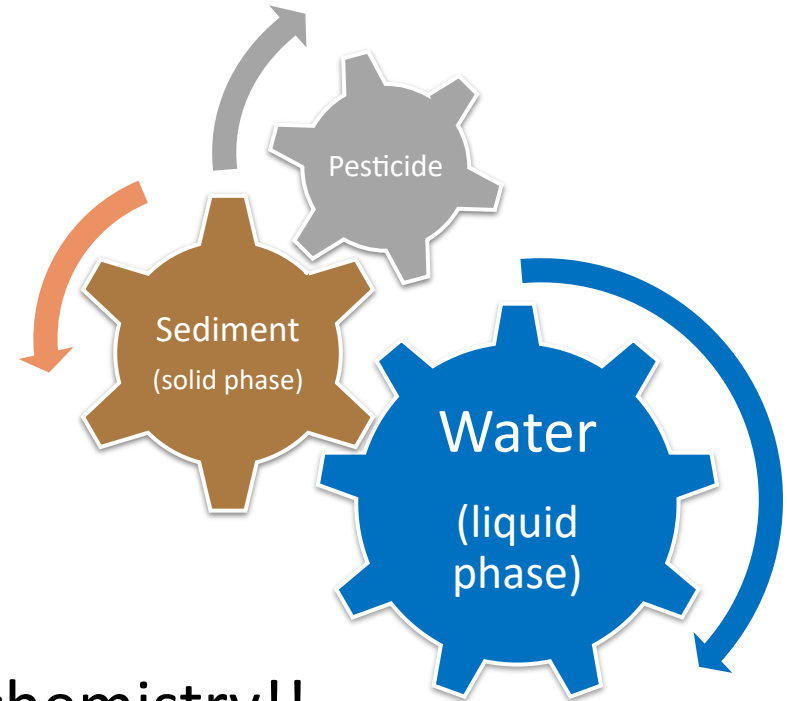 Pesticide
Sediment
(solid phase)
Water
(liquid
phase)